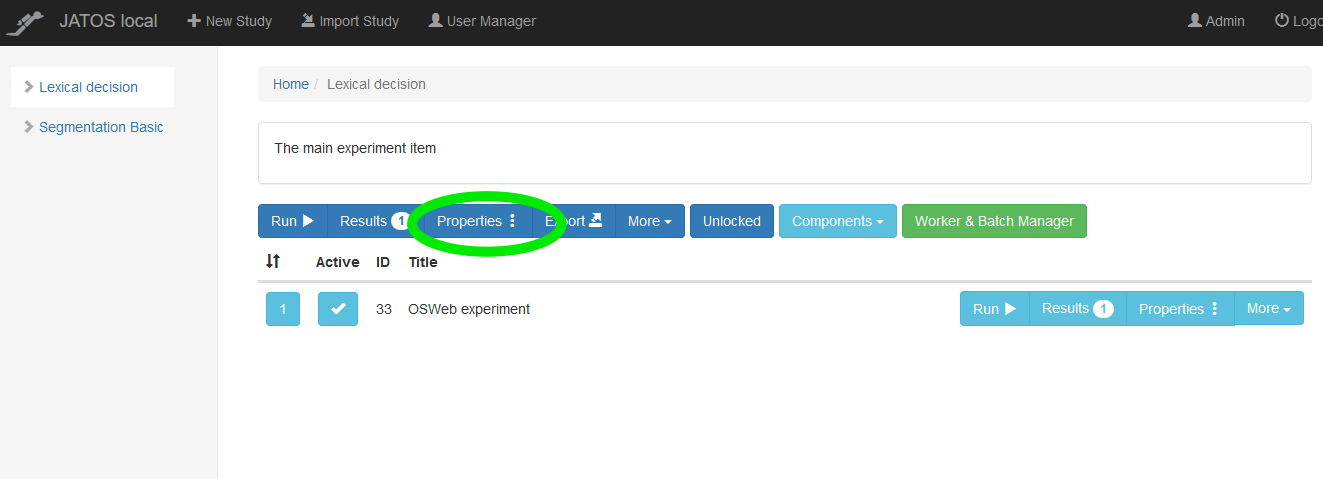 JATOS local New Study Import Study User Manager Admin Logo
Lexical decision
Segmentation Basic
Home / Lexical decision
The main experiment item
Run Results 1 Properties Export More Unlocked Components Worker & Batch Manager
Active ID Title
1 33 OSWeb experiment Run Results 1 Properties More